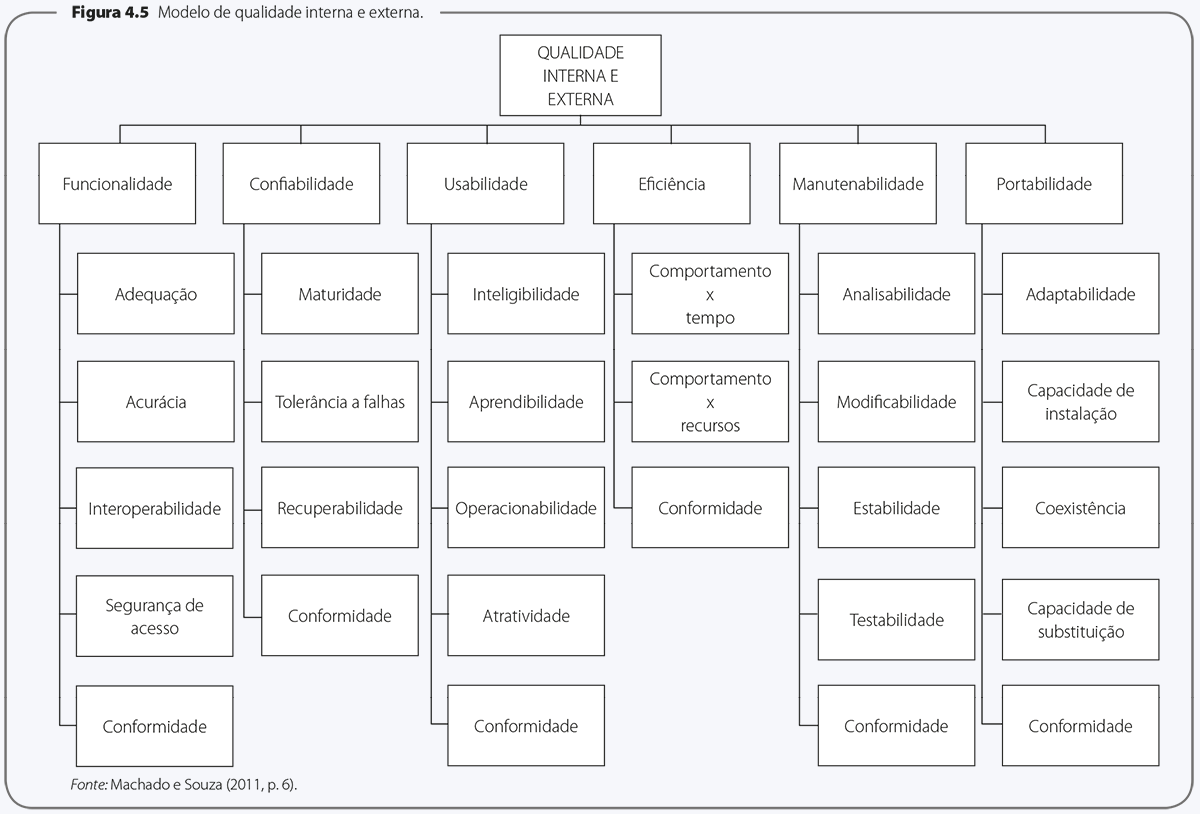 Figura 4.5 Modelo de qualidade interna e externa.
QUALIDADE
INTERNA E
EXTERNA
Funcionalidade
Confiabilidade
Usabilidade
Eficiência
Manutenabilidade
Portabilidade
Adequação
Maturidade
Inteligibilidade
Comportamento
x
tempo
Analisabilidade
Adaptabilidade
Acurácia
Tolerância a falhas
Aprendibilidade
Comportamento
x
recursos
Modificabilidade
Capacidade de
instalação
Interoperabilidade
Recuperabilidade
Operacionabilidade
Conformidade
Estabilidade
Coexistência
Segurança de
acesso
Conformidade
Atratividade
Testabilidade
Capacidade de
substituição
Conformidade
Conformidade
Conformidade
Conformidade
Fonte: Machado e Souza (2011, p. 6).